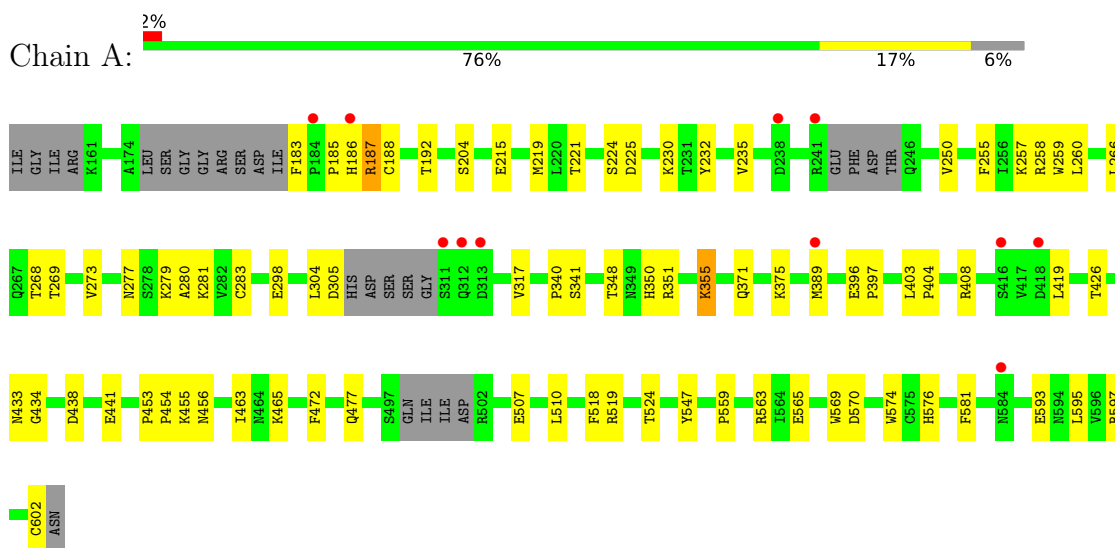 2%
Chain A:
76% 17% 6%
ILE GLY ILE ARG K161 A174 LEU SER GLY GLY ARG SER ASP ILE F183 P184 P185 H186 R187 C188 T192 S204 E215 M219 L220 T221 S224 D225 K230 T231 Y232 V235 D238 R241 GLU PHE ASP THR Q246 V250 F255 I256 K257 R258 W259 L260 L266
Q267 T268 T269 V273 N277 S278 K279 A280 K281 V282 C283 E298 L304 D305 HIS ASP SER SER GLY S311 Q312 D313 V317 P340 S341 T348 N349 H350 R351 K355 Q371 K375 M389 E396 P397 L403 P404 R408 S416 V417 D418 L419 T426
N433 G434 D438 E441 P453 P454 K455 N456 I463 N464 K465 F472 Q477 S497 GLN ILE ILE ASP R502 E507 L510 F518 R519 T524 Y547 P559 R563 I564 E565 W569 D570 W574 C575 H576 F581 N584 E593 N594 L595 V596
C602 ASN